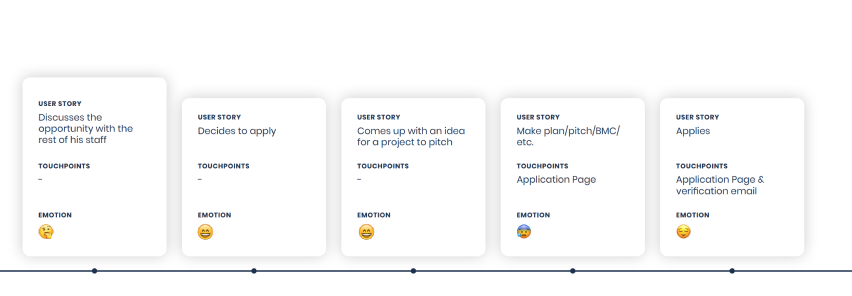 USER STORY
Discusses the
opportunity with the
rest of his staff
TOUCHPOINTS
-
EMOTION
USER STORY
Decides to apply
TOUCHPOINTS
-
EMOTION
USER STORY
Comes up with an idea
for a project to pitch
TOUCHPOINTS
-
EMOTION
USER STORY
Make plan/pitch/BMC/
etc.
TOUCHPOINTS
Application Page
EMOTION
USER STORY
Applies
TOUCHPOINTS
Application Page &
verification email
EMOTION